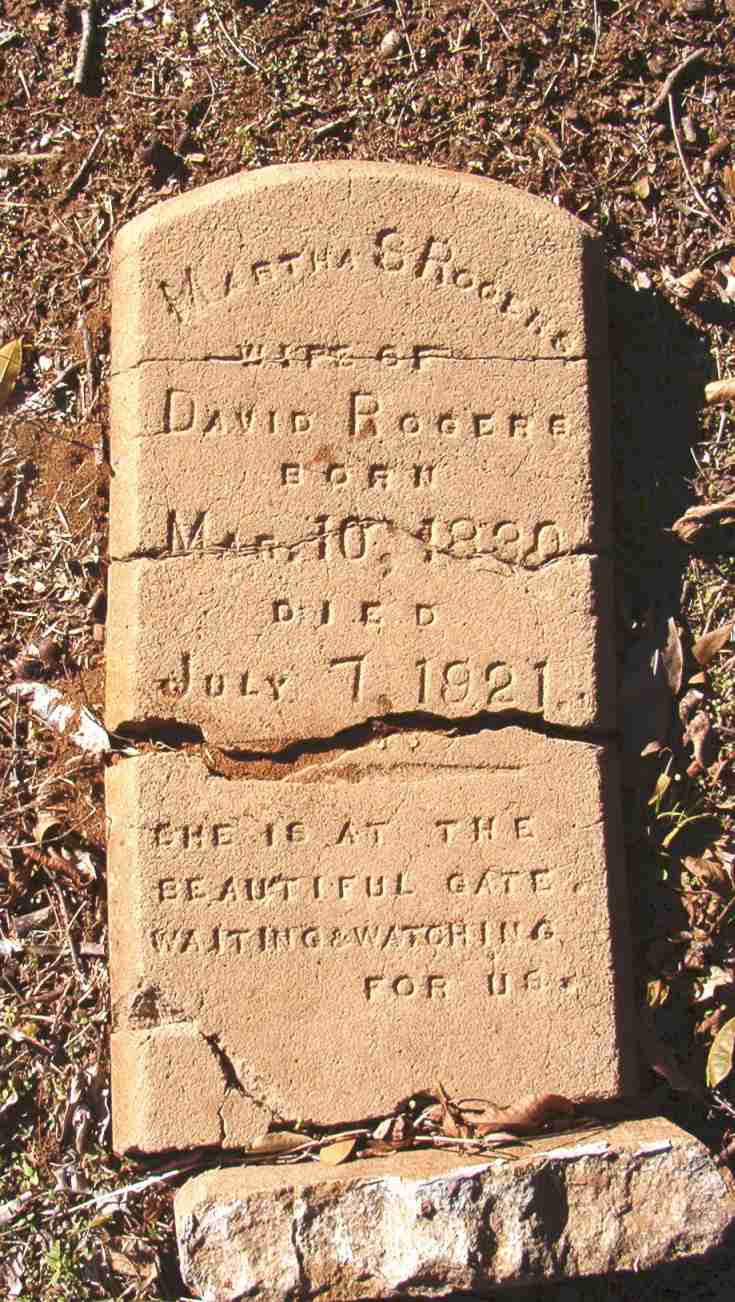 MARTHA S ROGERS
WIFE OF
DAVID ROGERS
BORN
MAR. 10.
DIED
JULY 7. 1921.
SHE IS AT THE
BEAUTIFUL GATE.
WAITING & WATCHING
FOR US.